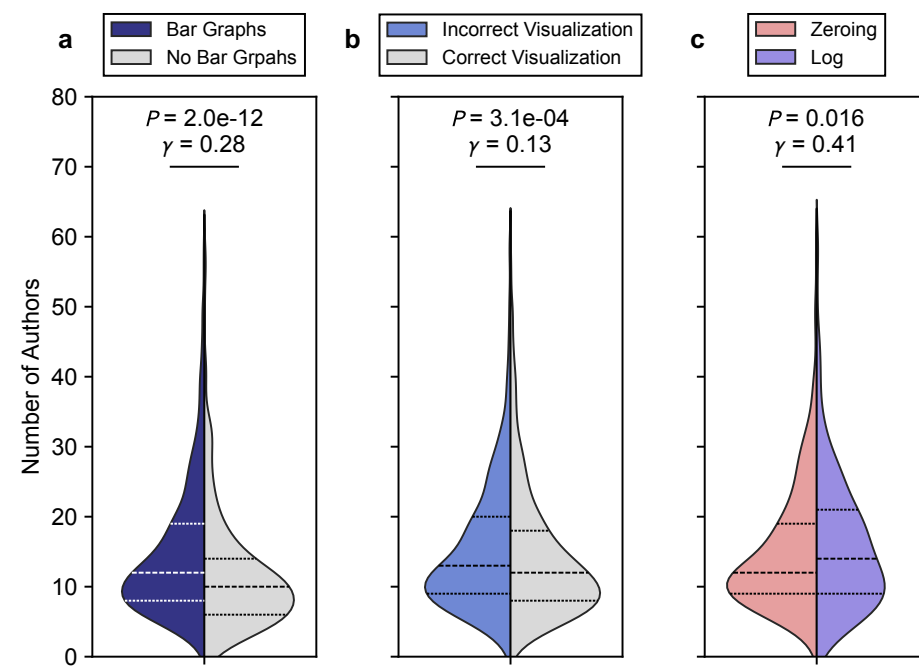 a
Bar Graphs
No Bar Grpahs
b
Incorrect Visualization
Correct Visualization
c
Zeroing
Log
Number of Authors
80
70
60
50
40
30
20
10
0
P = 2.0e-12
γ = 0.28
P = 3.1e-04
γ = 0.13
P = 0.016
γ = 0.41